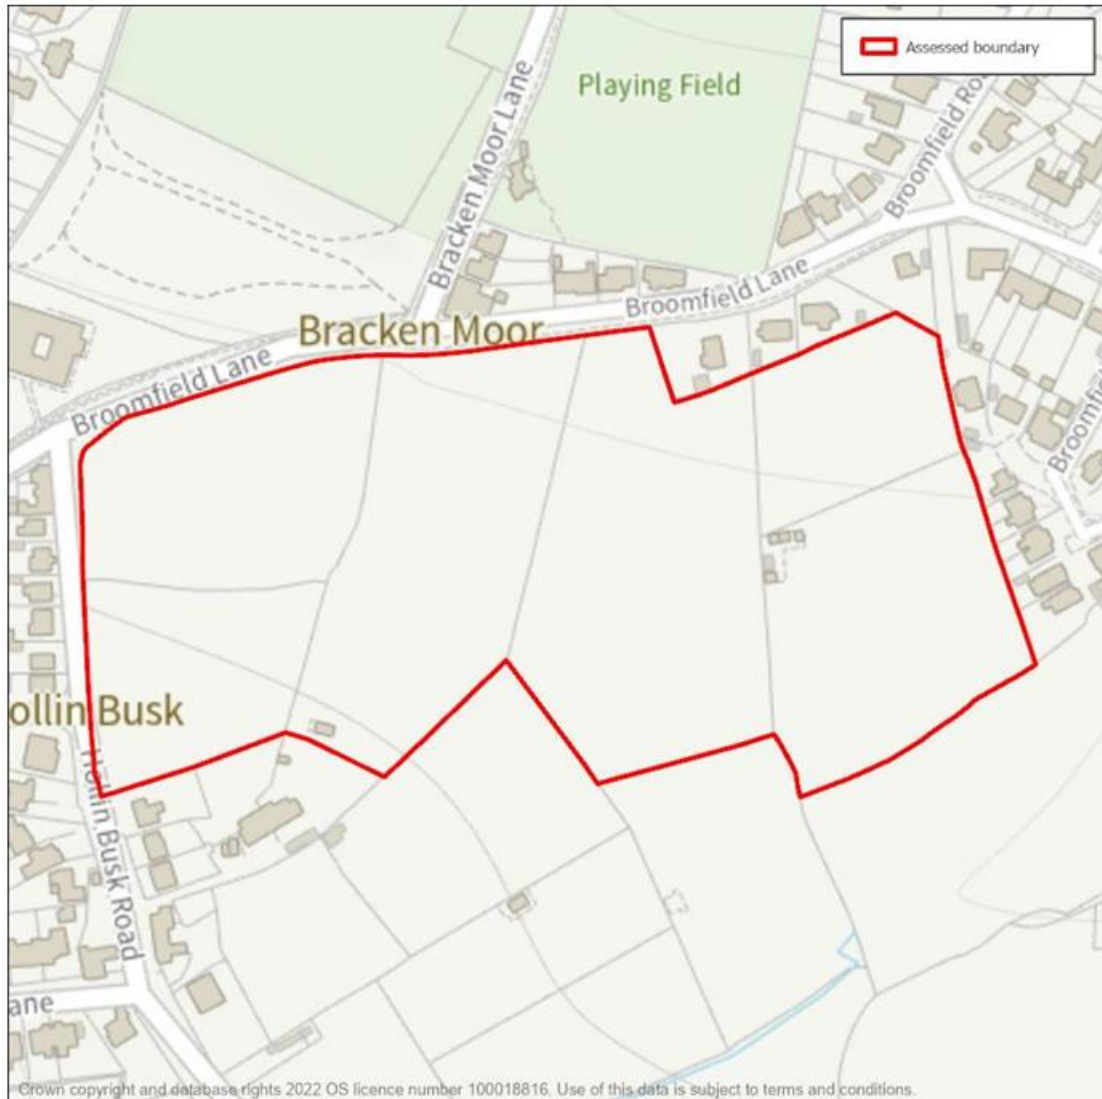 Assessed boundary
Playing Field
Bracken Moor Lane
Broomfield Lane
Bracken Moor
Broomfield Lane
ollin Busk
Hollin Busk Road
ane
Crown copyright and database rights 2022 OS licence number 100018816. Use of this data is subject to terms and conditions.